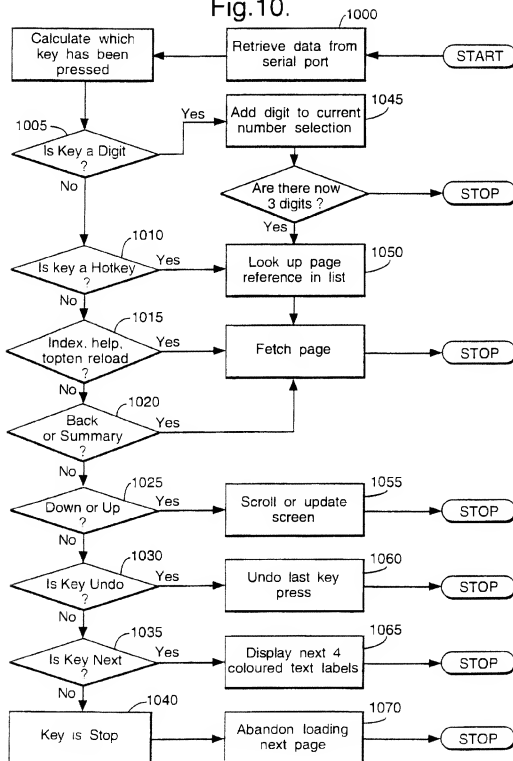 Fig.10.
1000
Calculate which
key has been
pressed
Retrieve data from
serial port
START
1005
Is Key a Digit
?
Yes
No
1045
Add digit to current
number selection
Are there now
3 digits ?
Yes
STOP
1010
Is key a Hotkey
?
Yes
No
1050
Look up page
reference in list
1015
Index, help,
topten reload
?
Yes
No
Fetch page
STOP
1020
Back
or Summary
?
Yes
No
1025
Down or Up
?
Yes
No
1055
Scroll or update
screen
STOP
1030
Is Key Undo
?
Yes
No
1060
Undo last key
press
STOP
1035
Is Key Next
?
Yes
No
1065
Display next 4
coloured text labels
STOP
1040
Key is Stop
1070
Abandon loading
next page
STOP